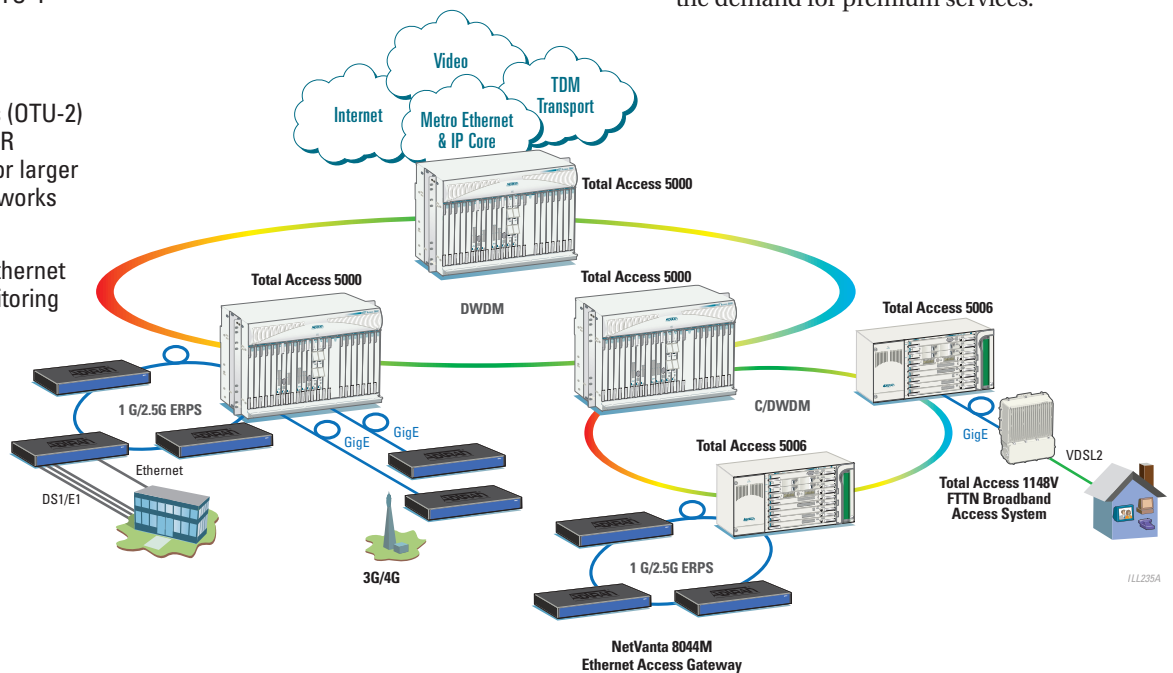 the demand for premium services.
(OTU-2)
R
or larger
works
thernet
itoring
Video
Internet
TDM
Transport
Metro Ethernet
& IP Core
Total Access 5000
Total Access 5000
Total Access 5000
DWDM
Total Access 5006
1 G/2.5G ERPS
GigE
GigE
C/DWDM
GigE
VDSL2
Total Access 5006
Ethernet
DS1/E1
Total Access 1148V
FTTN Broadband
Access System
3G/4G
1 G/2.5G ERPS
ILL235A
NetVanta 8044M
Ethernet Access Gateway